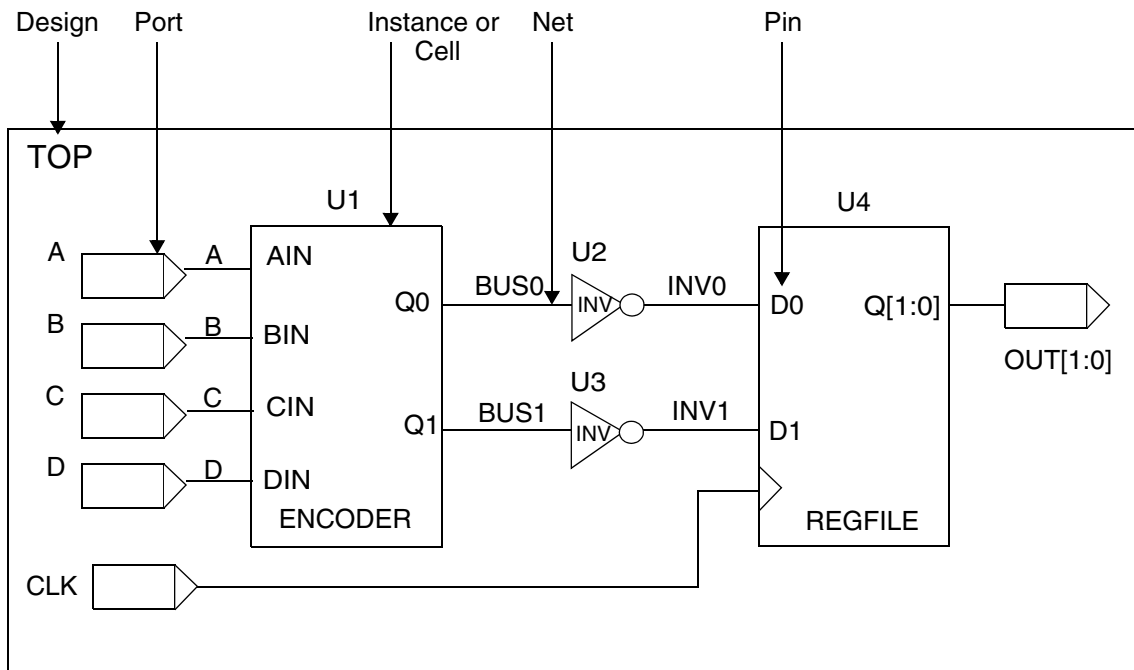 Design Port Instance or Cell Net Pin
TOP
U1 U4
A A AIN U2
Q0 BUS0 INV INV0 D0 Q[1:0]
B B BIN
OUT[1:0]
U3
C C CIN
Q1 BUS1 INV INV1 D1
D D DIN
ENCODER REGFILE
CLK